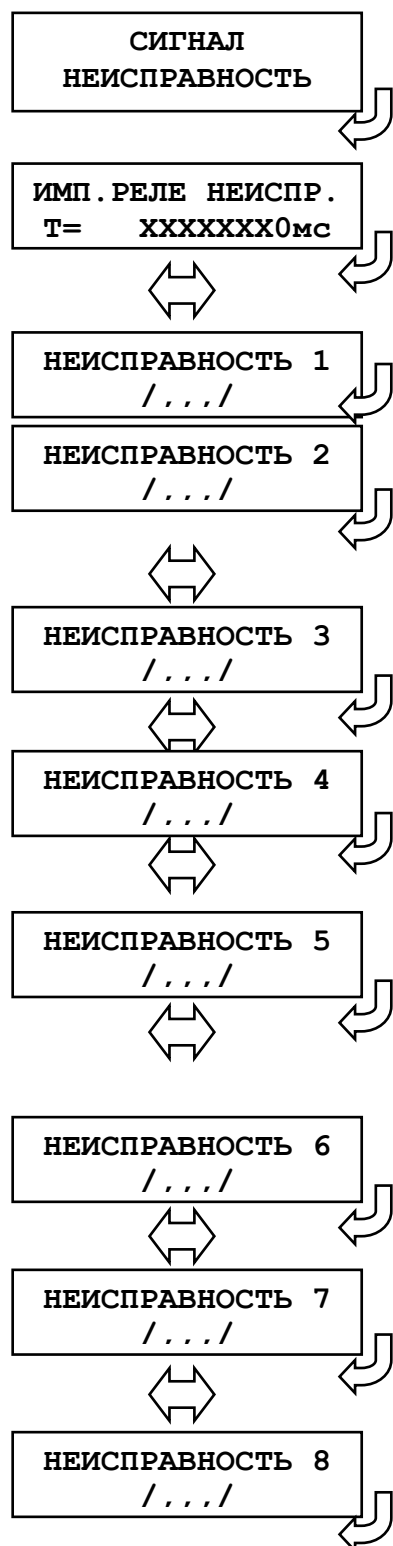 СИГНАЛ
НЕИСПРАВНОСТЬ
ИМП.РЕЛЕ НЕИСПР.
Т= ХХХХХХХ0мс
НЕИСПРАВНОСТЬ 1
/,,,/
НЕИСПРАВНОСТЬ 2
/,,,/
НЕИСПРАВНОСТЬ 3
/,,,/
НЕИСПРАВНОСТЬ 4
/,,,/
НЕИСПРАВНОСТЬ 5
/,,,/
НЕИСПРАВНОСТЬ 6
/,,,/
НЕИСПРАВНОСТЬ 7
/,,,/
НЕИСПРАВНОСТЬ 8
/,,,/